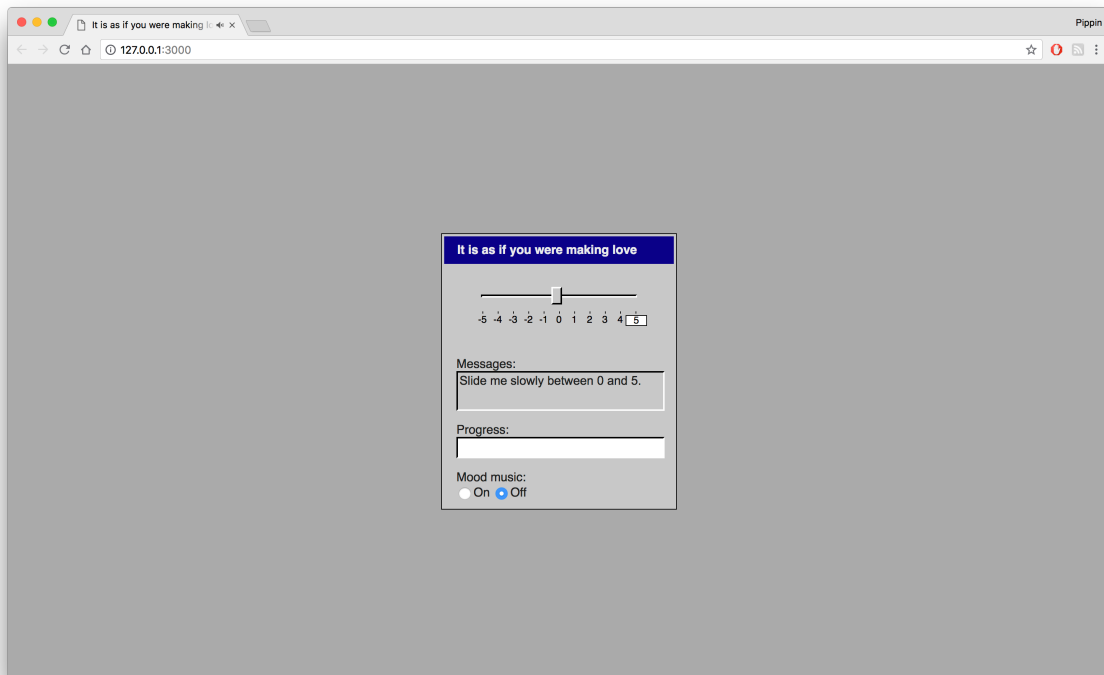 It is as if you were making lo
Pippin
127.0.0.1:3000
It is as if you were making love
-5 -4 -3 -2 -1 0 1 2 3 4 5
Messages:
Slide me slowly between 0 and 5.
Progress:
Mood music:
On Off